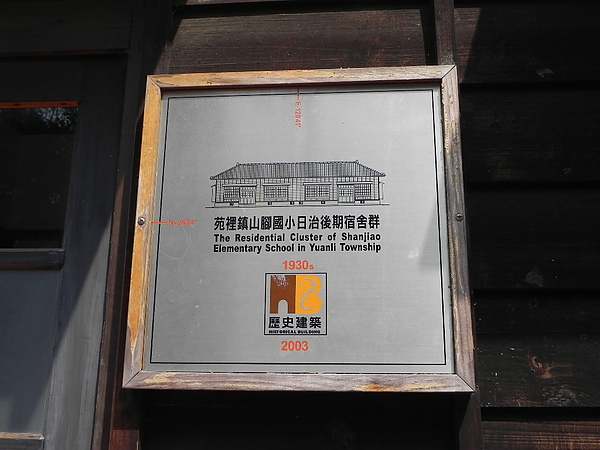 苑裡鎮山腳國小日治後期宿舍群
The Residential Cluster of Shanjiao
Elementary School in Yuanli Township
1930s
歷史建築
HISTORICAL BUILDING
2003